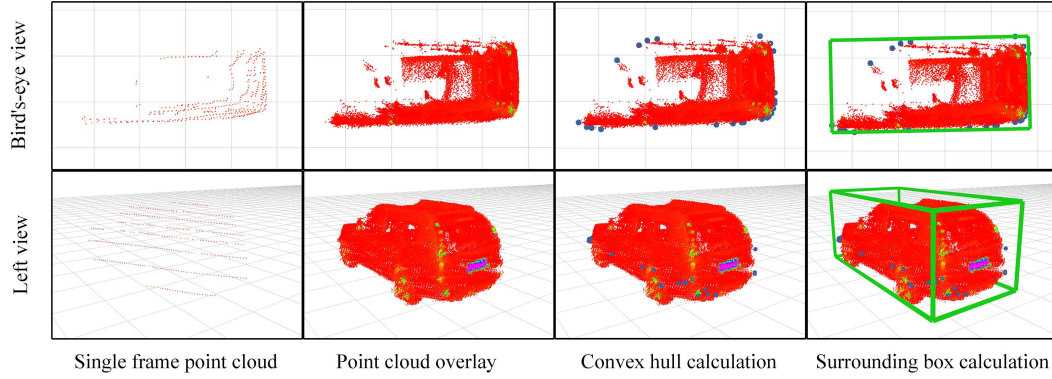 Bird's-eye view
Left view
Single frame point cloud
Point cloud overlay
Convex hull calculation
Surrounding box calculation